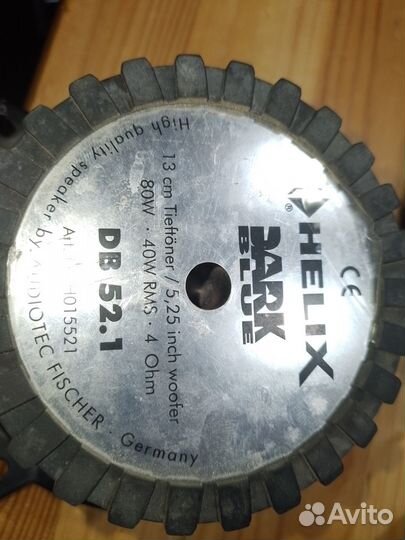 HELIX
®
CE
DARK
BLUE
13 cm Tieftöner / 5,25 inch woofer
80W · 40W RMS · 4 Ohm
DB 52.1
High quality speaker by AUDIOTEC FISCHER · Germany
Avito